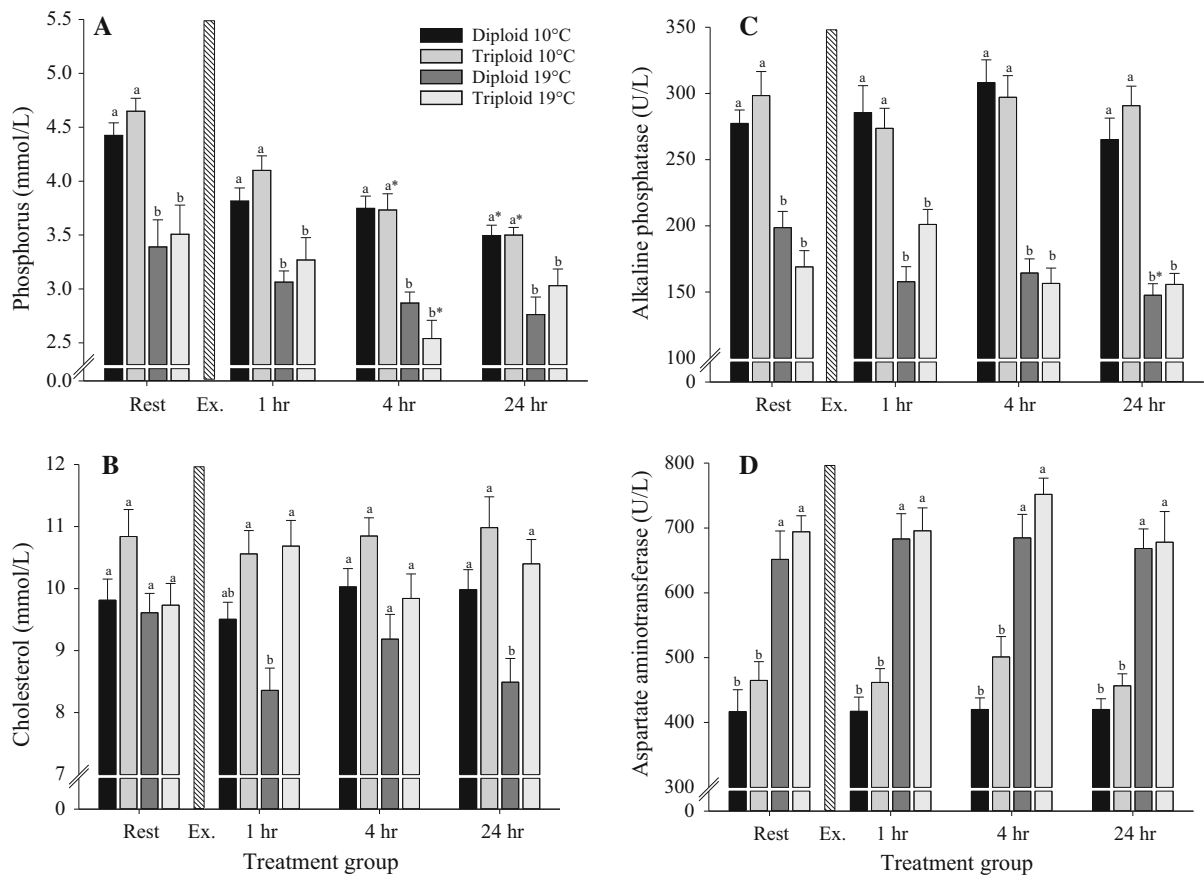 A
Phosphorus (mmol/L)
5.5
5.0
4.5
4.0
3.5
3.0
2.5
0.0
Diploid 10°C
Triploid 10°C
Diploid 19°C
Triploid 19°C
a a b b
a a b b
a a* b b*
a* a* b b
Rest Ex. 1 hr 4 hr 24 hr
C
Alkaline phosphatase (U/L)
350
300
250
200
150
100
0
a a b b
a a b b
a a b b
a a b* b
Rest Ex. 1 hr 4 hr 24 hr
B
Cholesterol (mmol/L)
12
11
10
9
8
7
0
a a a a
ab a b a
a a a a
a a b a
Rest Ex. 1 hr 4 hr 24 hr
Treatment group
D
Aspartate aminotransferase (U/L)
800
700
600
500
400
300
0
b b a a
b b a a
b b a a
b b a a
Rest Ex. 1 hr 4 hr 24 hr
Treatment group